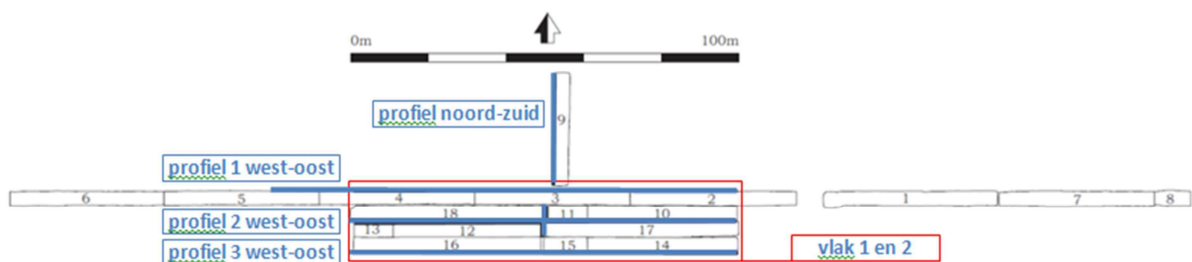 0m 100m
profiel noord-zuid 9
profiel 1 west-oost
6 5 4 3 2 1 7 8
profiel 2 west-oost 18 11 10
13 12 17
profiel 3 west-oost 16 15 14 vlak 1 en 2